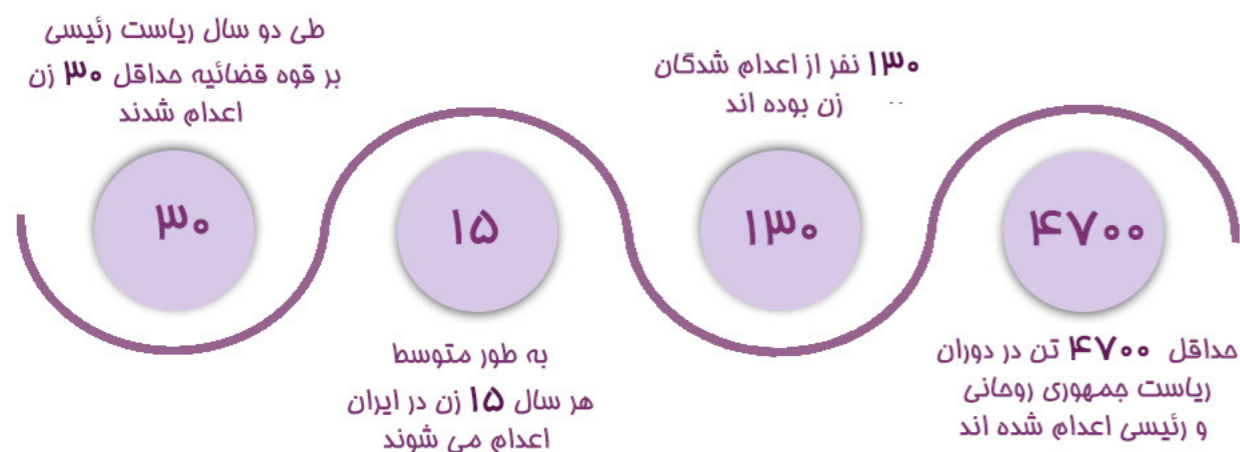 حداقل ۴۷۰۰ تن در دوران
ریاست جمهوری روحانی
و رئیسی اعدام شده اند
۴۷۰۰
۱۳۰ نفر از اعدام شدگان
زن بوده اند
۱۳۰
۱۵
به طور متوسط
هر سال ۱۵ زن در ایران
اعدام می شوند
طی دو سال ریاست رئیسی
بر قوه قضائیه حداقل ۳۰ زن
اعدام شدند
۳۰